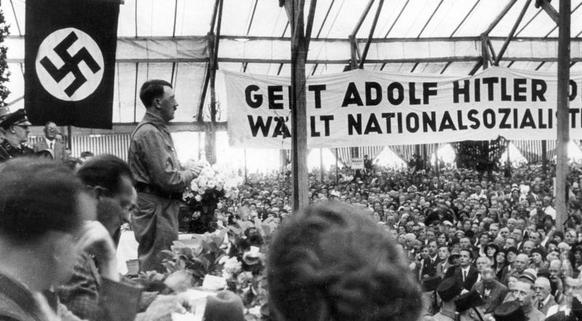 GEBT ADOLF HITLER
WÄHLT NATIONALSOZIALIST